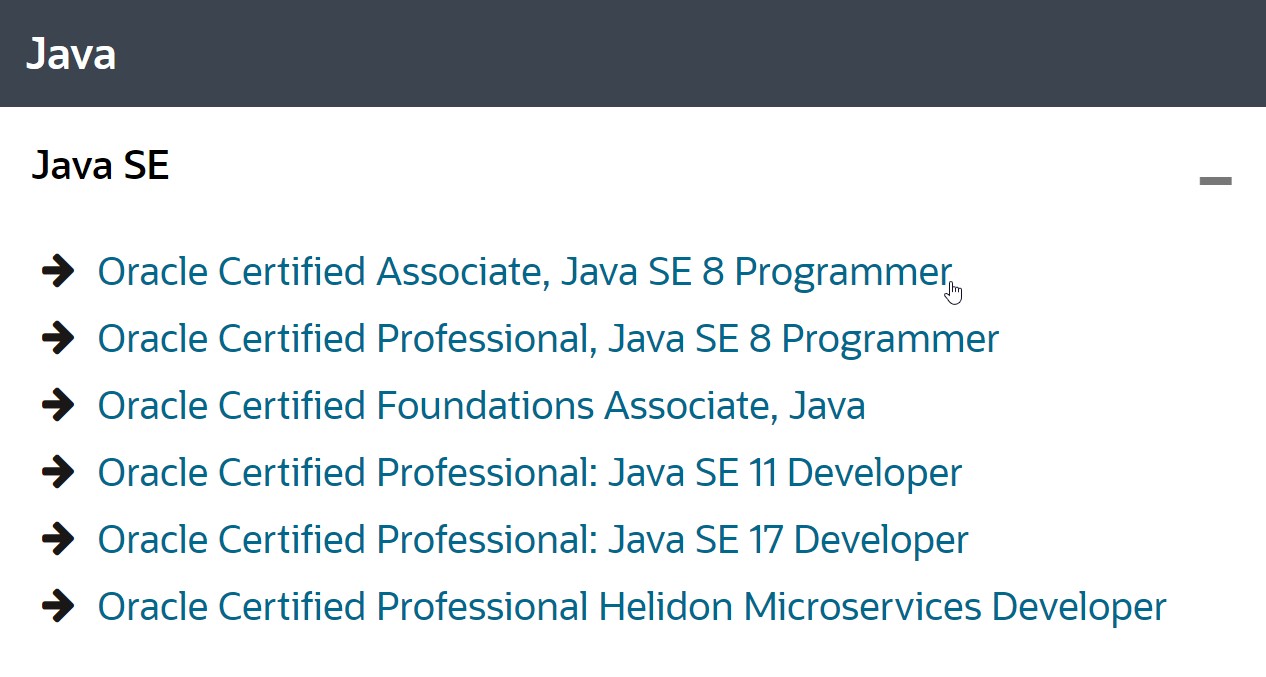 Java
Java SE
Oracle Certified Associate, Java SE 8 Programmer
Oracle Certified Professional, Java SE 8 Programmer
Oracle Certified Foundations Associate, Java
Oracle Certified Professional: Java SE 11 Developer
Oracle Certified Professional: Java SE 17 Developer
Oracle Certified Professional Helidon Microservices Developer